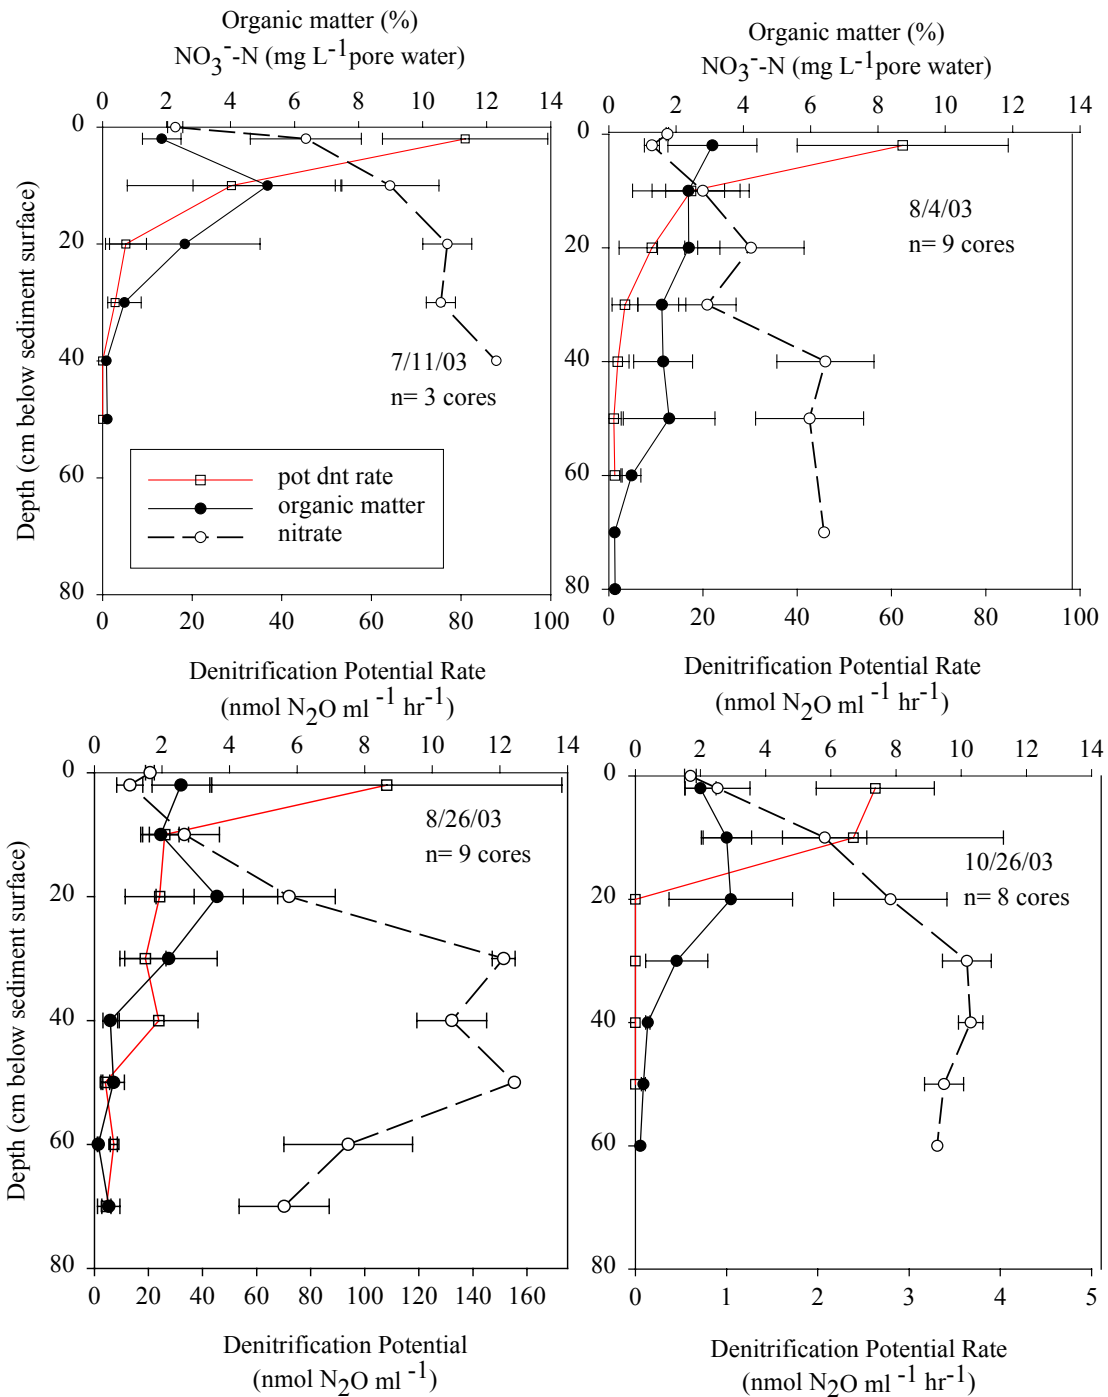 Organic matter (%)
NO3⁻-N (mg L⁻¹pore water)
0 2 4 6 8 10 12 14
0
20
40
60
80
Depth (cm below sediment surface)
7/11/03
n= 3 cores
pot dnt rate
organic matter
nitrate
0 20 40 60 80 100
Denitrification Potential Rate
(nmol N2O ml ⁻¹ hr⁻¹)
Organic matter (%)
NO3⁻-N (mg L⁻¹pore water)
0 2 4 6 8 10 12 14
0
20
40
60
80
8/4/03
n= 9 cores
0 20 40 60 80 100
Denitrification Potential Rate
(nmol N2O ml ⁻¹ hr⁻¹)
0 2 4 6 8 10 12 14
0
20
40
60
80
Depth (cm below sediment surface)
8/26/03
n= 9 cores
0 20 40 60 80 100 120 140 160
Denitrification Potential
(nmol N2O ml ⁻¹)
0 2 4 6 8 10 12 14
0
20
40
60
80
10/26/03
n= 8 cores
0 1 2 3 4 5
Denitrification Potential Rate
(nmol N2O ml ⁻¹ hr⁻¹)